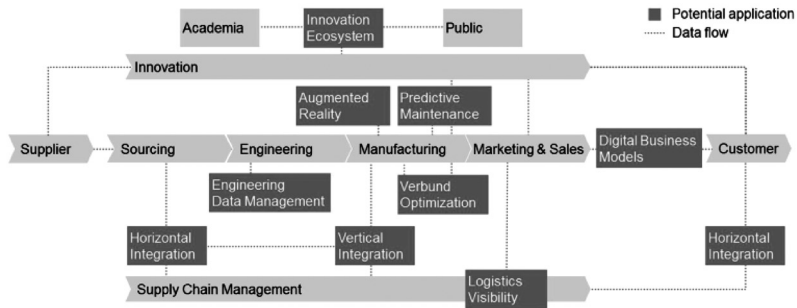 Potential application
Data flow
Academia
Innovation
Ecosystem
Public
Innovation
Augmented
Reality
Predictive
Maintenance
Supplier
Sourcing
Engineering
Manufacturing
Marketing & Sales
Digital Business
Models
Customer
Engineering
Data Management
Verbund
Optimization
Horizontal
Integration
Vertical
Integration
Horizontal
Integration
Supply Chain Management
Logistics
Visibility